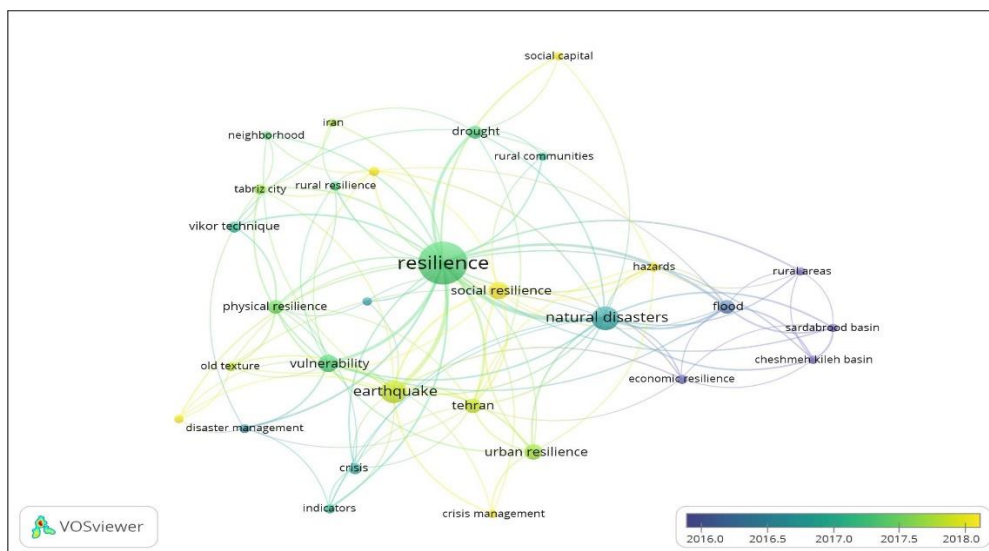 social capital
iran
neighborhood
drought
rural communities
tabriz city
rural resilience
vikor technique
resilience
hazards
rural areas
social resilience
physical resilience
natural disasters
flood
sardabrood basin
cheshmeh kileh basin
old texture
vulnerability
economic resilience
earthquake
tehran
disaster management
urban resilience
crisis
indicators
crisis management
VOSviewer
2016.0 2016.5 2017.0 2017.5 2018.0